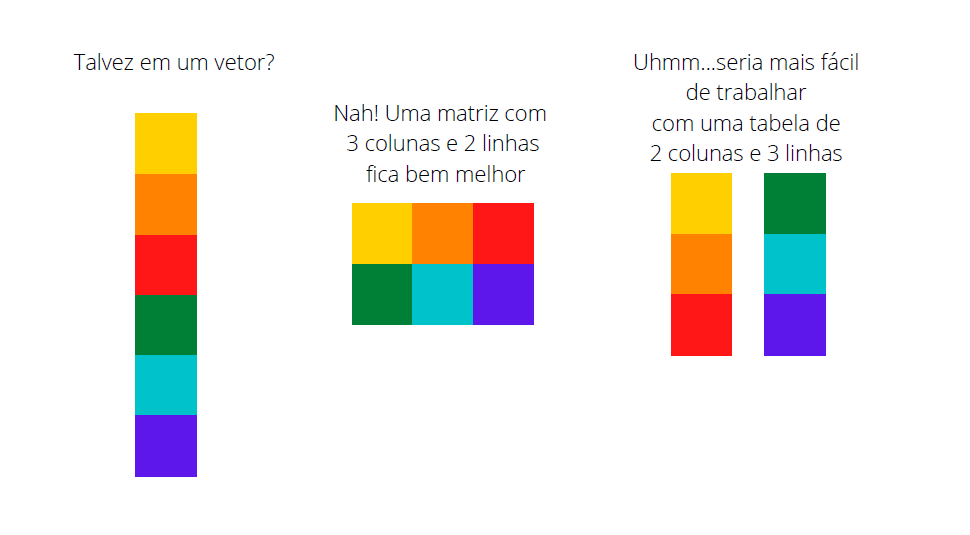 Talvez em um vetor?
Nah! Uma matriz com
3 colunas e 2 linhas
fica bem melhor
Uhmm...seria mais fácil
de trabalhar
com uma tabela de
2 colunas e 3 linhas